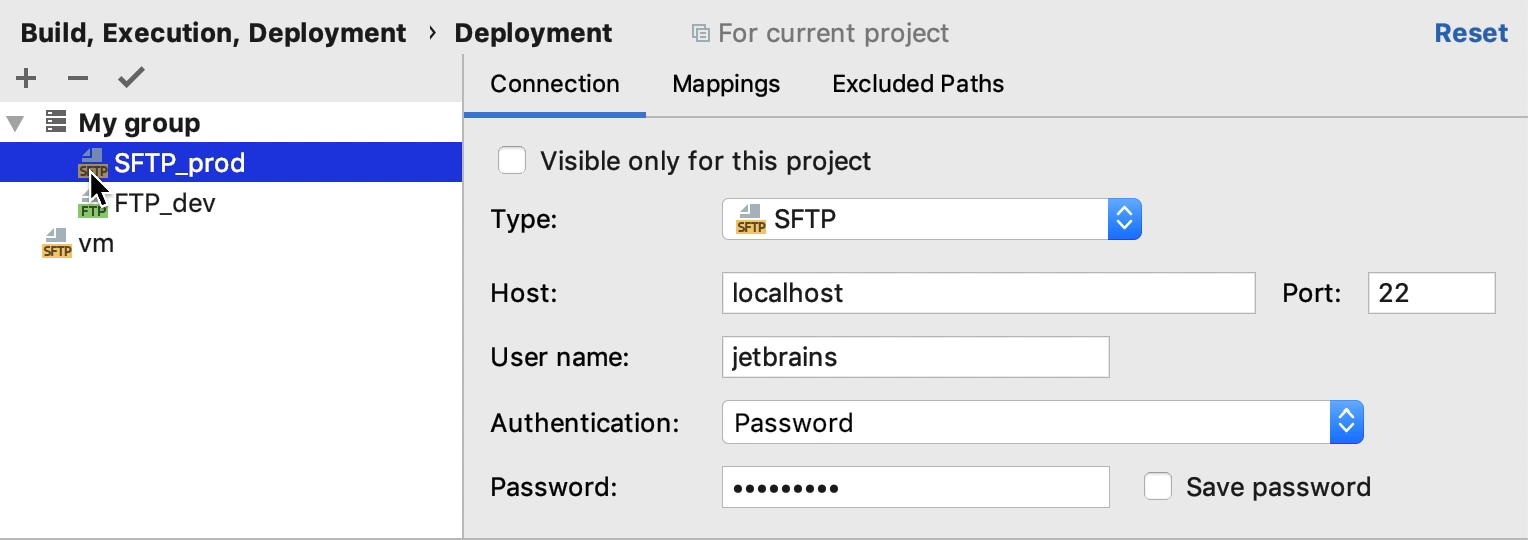 Build, Execution, Deployment › Deployment For current project Reset
Connection Mappings Excluded Paths
My group
SFTP SFTP_prod
FTP FTP_dev
SFTP vm
Visible only for this project
Type: SFTP SFTP
Host: localhost Port: 22
User name: jetbrains
Authentication: Password
Password: ••••••••• Save password